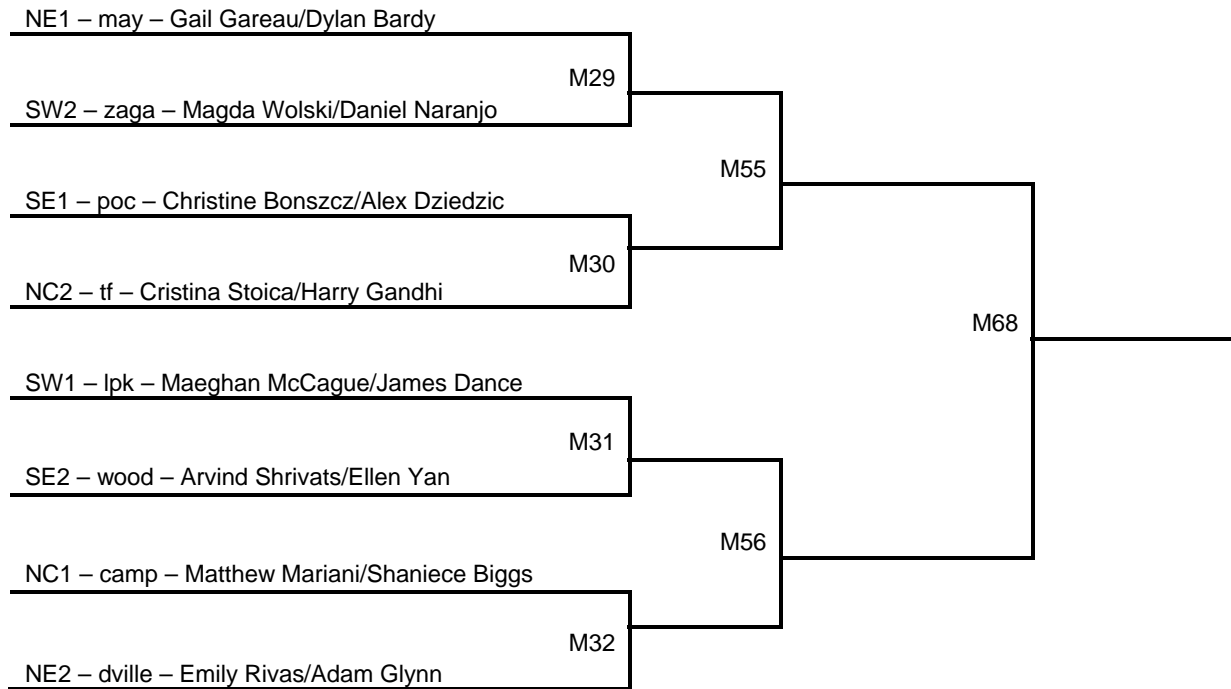 NE1 – may – Gail Gareau/Dylan Bardy
M29
SW2 – zaga – Magda Wolski/Daniel Naranjo
M55
SE1 – poc – Christine Bonszcz/Alex Dziedzic
M30
NC2 – tf – Cristina Stoica/Harry Gandhi
M68
SW1 – lpk – Maeghan McCague/James Dance
M31
SE2 – wood – Arvind Shrivats/Ellen Yan
M56
NC1 – camp – Matthew Mariani/Shaniece Biggs
M32
NE2 – dville – Emily Rivas/Adam Glynn